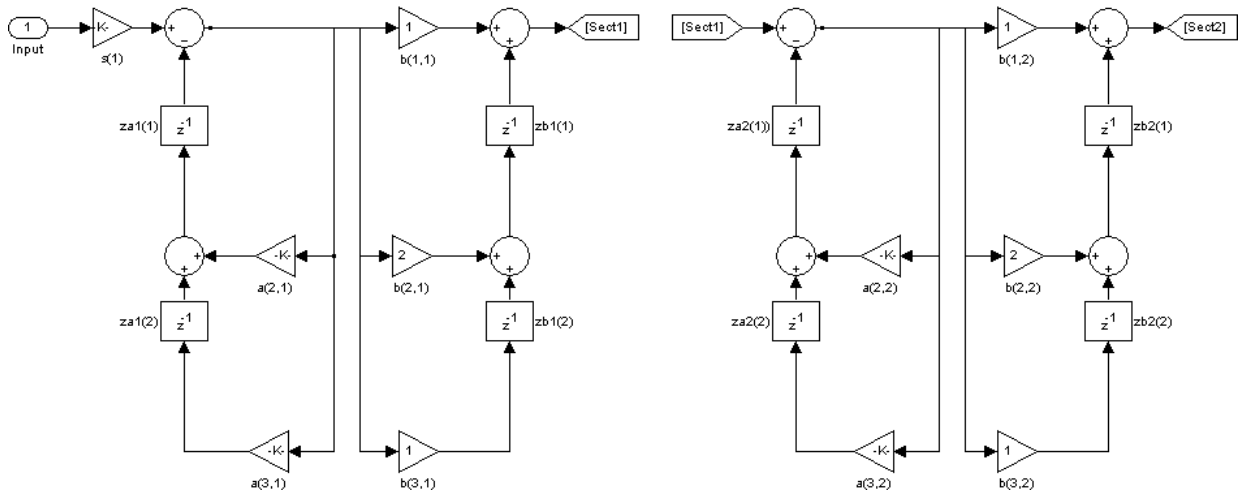 1
Input
K-
s(1)
+
−
1
b(1,1)
+
+
[Sect1]
za1(1)
z-1
z-1
zb1(1)
+
+
-K-
a(2,1)
2
b(2,1)
+
+
za1(2)
z-1
z-1
zb1(2)
-K-
a(3,1)
1
b(3,1)
[Sect1]
+
−
1
b(1,2)
+
+
[Sect2]
za2(1))
z-1
z-1
zb2(1)
+
+
-K-
a(2,2)
2
b(2,2)
+
+
za2(2)
z-1
z-1
zb2(2)
-K-
a(3,2)
1
b(3,2)